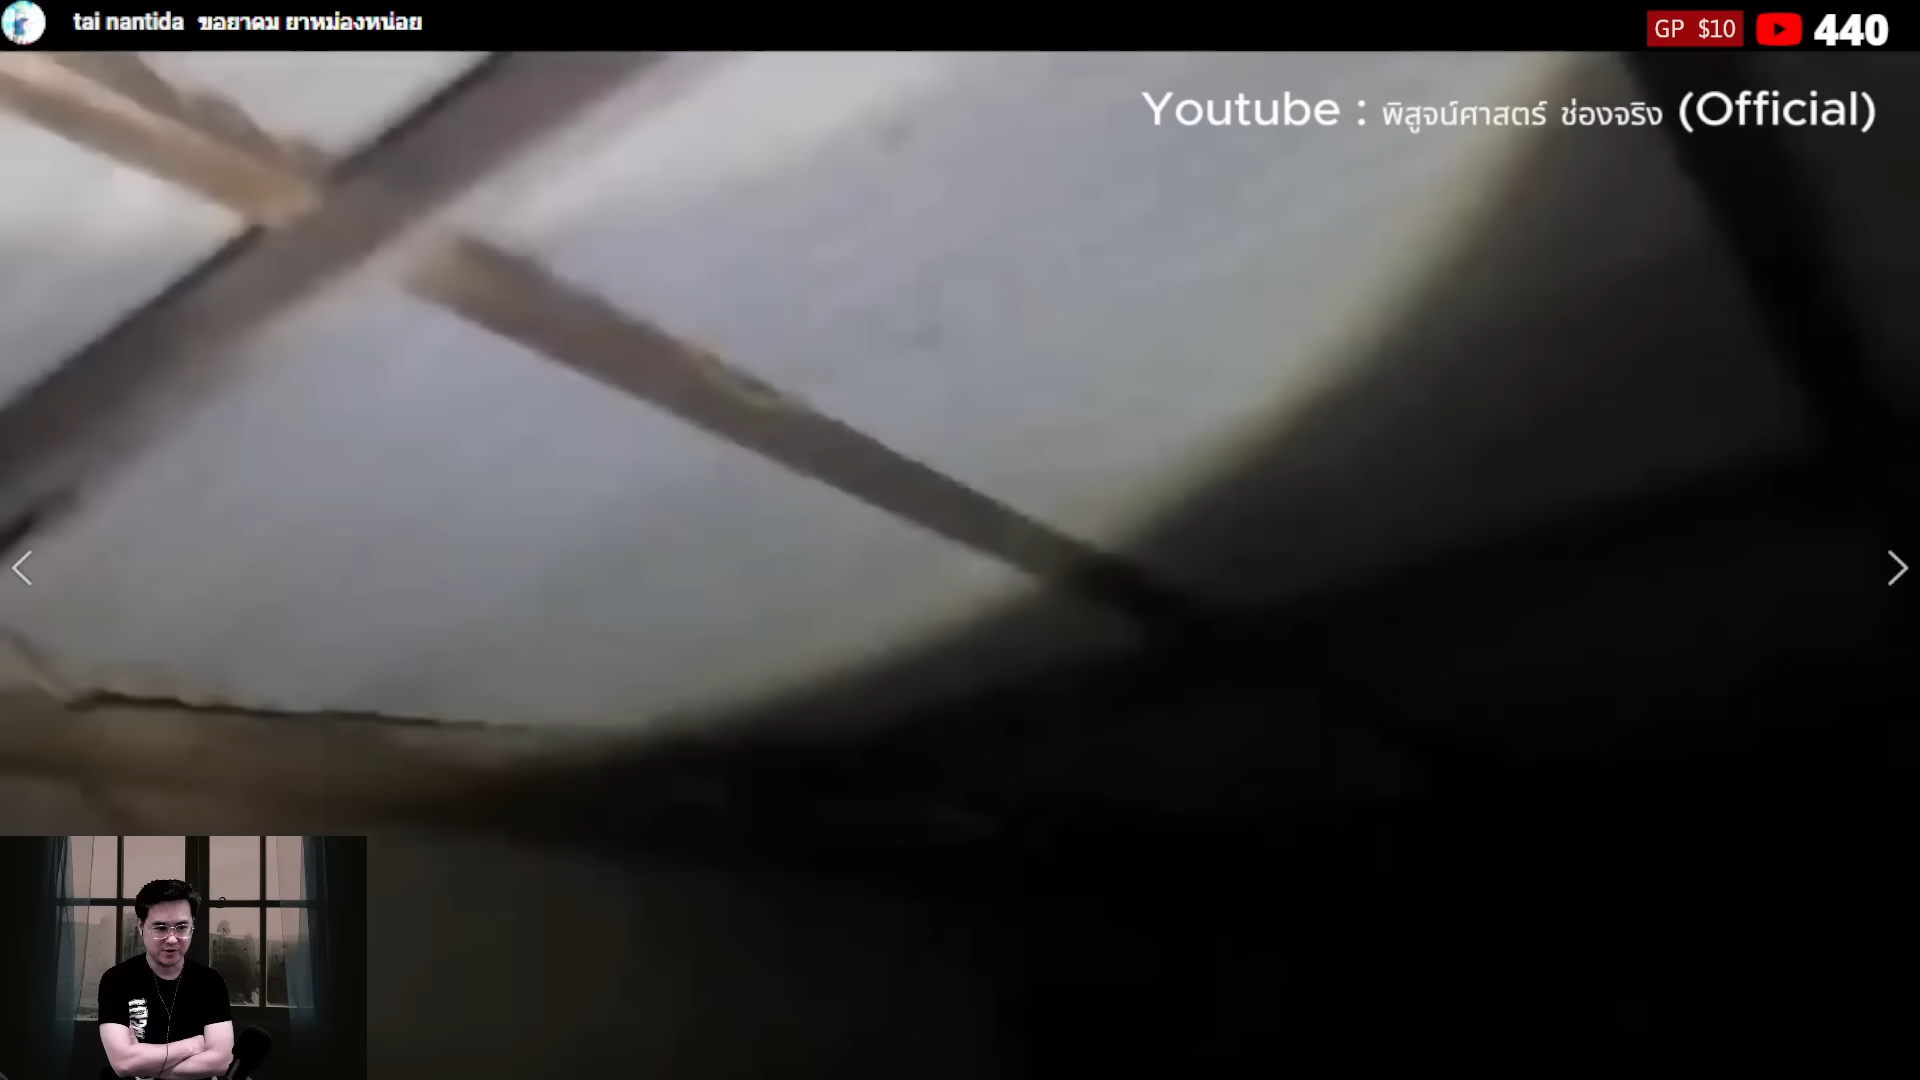 tai nantida ขอยาดม ยาหม่องหน่อย
GP $10 440
Youtube : พิสูจน์ศาสตร์ ช่องจริง (Official)